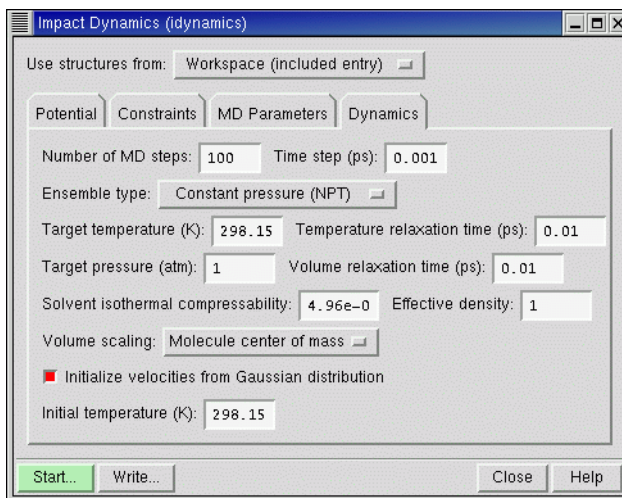 Impact Dynamics (idynamics)
Use structures from: Workspace (included entry)
Potential Constraints MD Parameters Dynamics
Number of MD steps: 100 Time step (ps): 0.001
Ensemble type: Constant pressure (NPT)
Target temperature (K): 298.15 Temperature relaxation time (ps): 0.01
Target pressure (atm): 1 Volume relaxation time (ps): 0.01
Solvent isothermal compressability: 4.96e-0 Effective density: 1
Volume scaling: Molecule center of mass
Initialize velocities from Gaussian distribution
Initial temperature (K): 298.15
Start... Write... Close Help